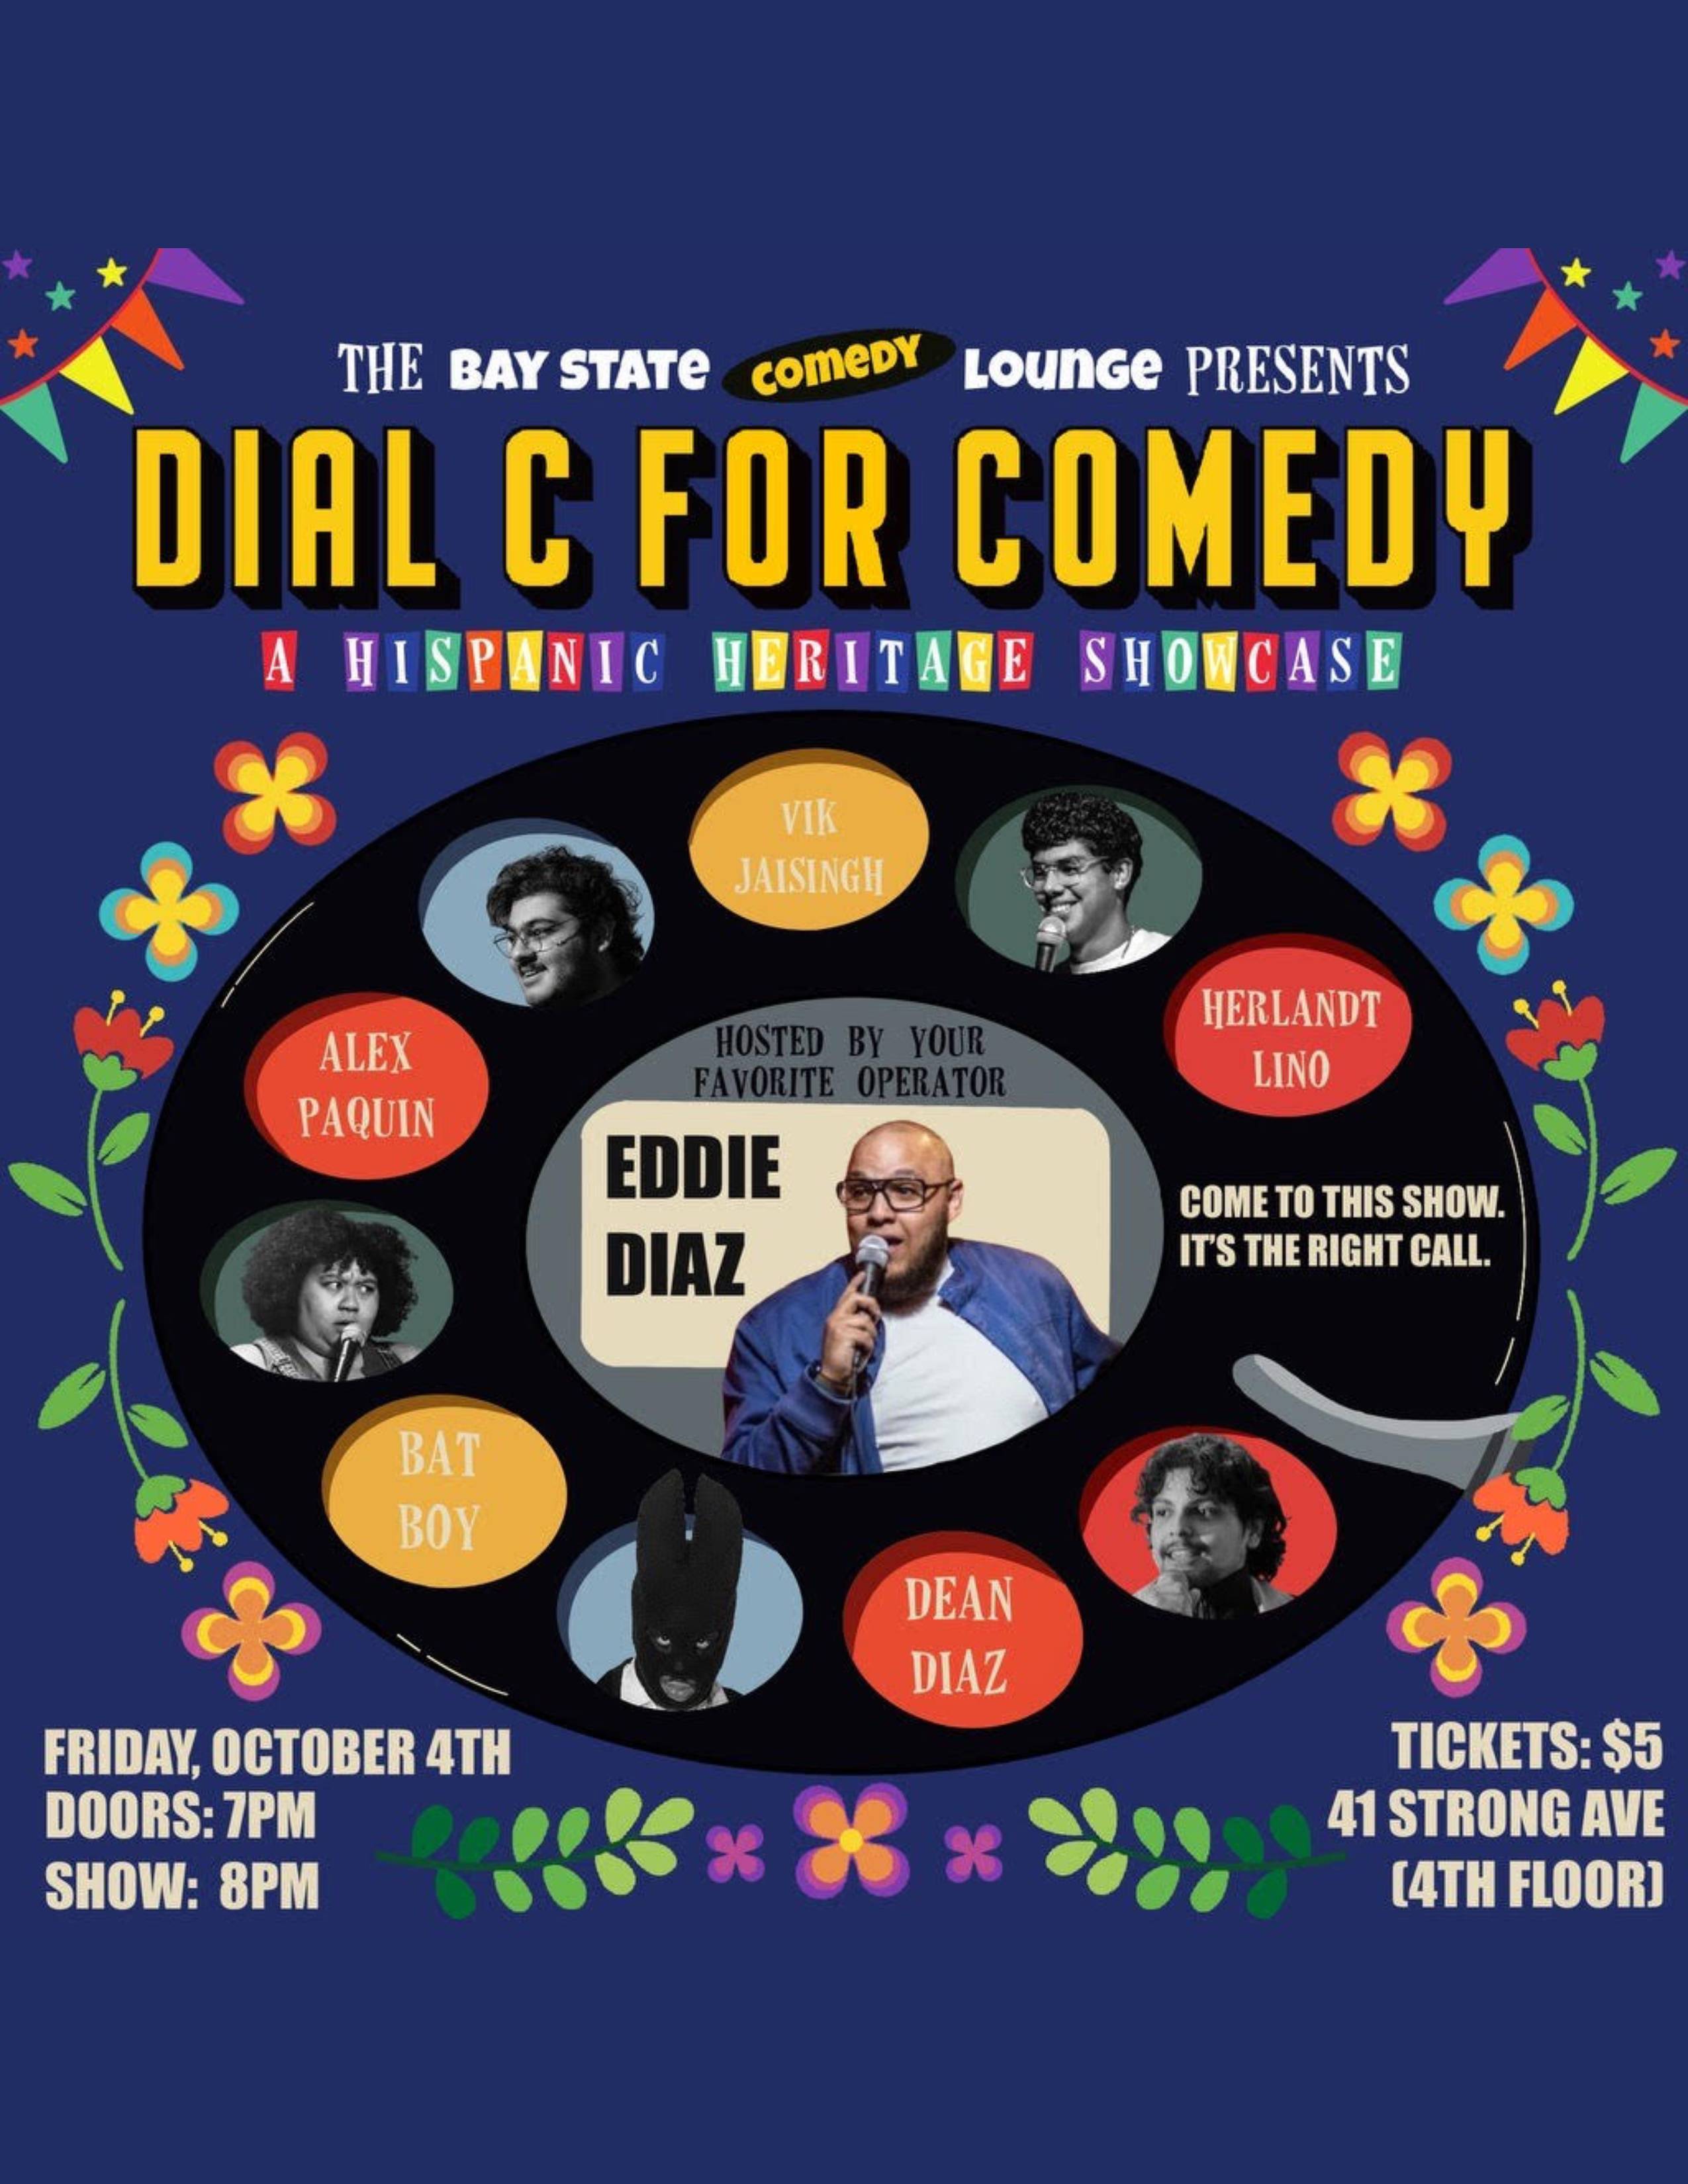 THE BAY STATE COMEDY LOUNGE PRESENTS
DIAL C FOR COMEDY
A HISPANIC HERITAGE SHOWCASE
VIK
JAISINGH
HERLANDT
LINO
ALEX
PAQUIN
HOSTED BY YOUR
FAVORITE OPERATOR
EDDIE
DIAZ
COME TO THIS SHOW.
IT'S THE RIGHT CALL.
BAT
BOY
DEAN
DIAZ
FRIDAY, OCTOBER 4TH
DOORS: 7PM
SHOW: 8PM
TICKETS: $5
41 STRONG AVE
(4TH FLOOR)